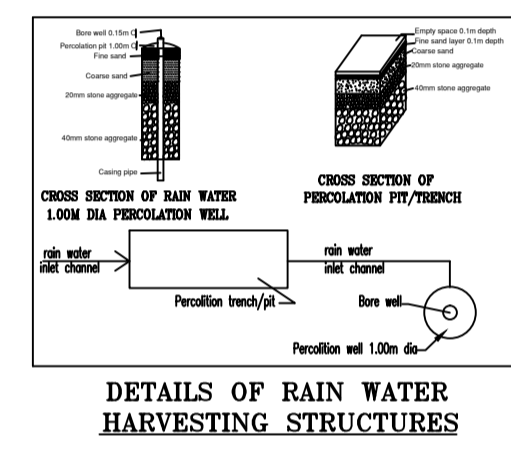 Bore well 0.15m
Percolation pit 1.00m
Fine sand
Coarse sand
20mm stone aggregate
40mm stone aggregate
Casing pipe
CROSS SECTION OF RAIN WATER
1.00M DIA PERCOLATION WELL
Empty space 0.1m depth
Fine sand layer 0.1m depth
Coarse sand
20mm stone aggregate
40mm stone aggregate
CROSS SECTION OF
PERCOLATION PIT/TRENCH
rain water
inlet channel
Percolition trench/pit
rain water
inlet channel
Bore well
Percolition well 1.00m dia
DETAILS OF RAIN WATER
HARVESTING STRUCTURES